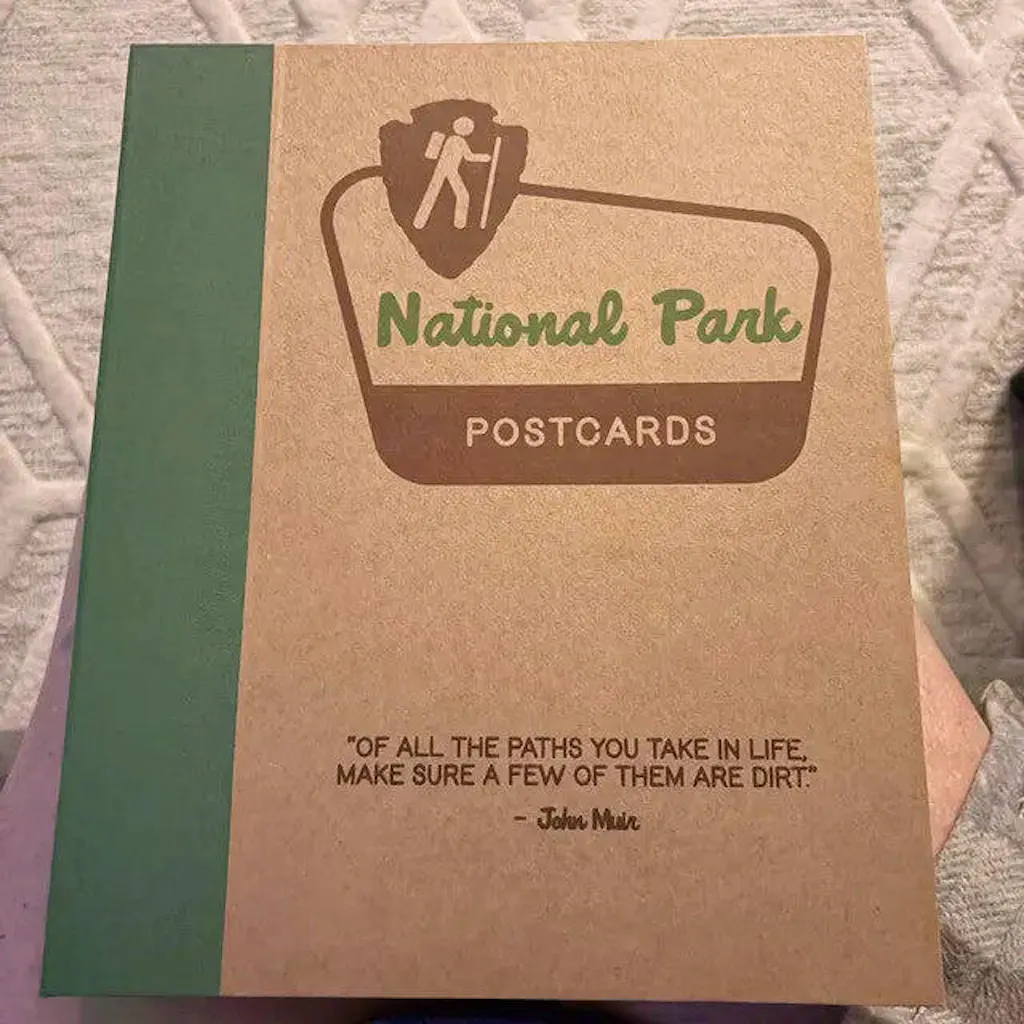 National Park
POSTCARDS
"OF ALL THE PATHS YOU TAKE IN LIFE,
MAKE SURE A FEW OF THEM ARE DIRT."
- John Muir